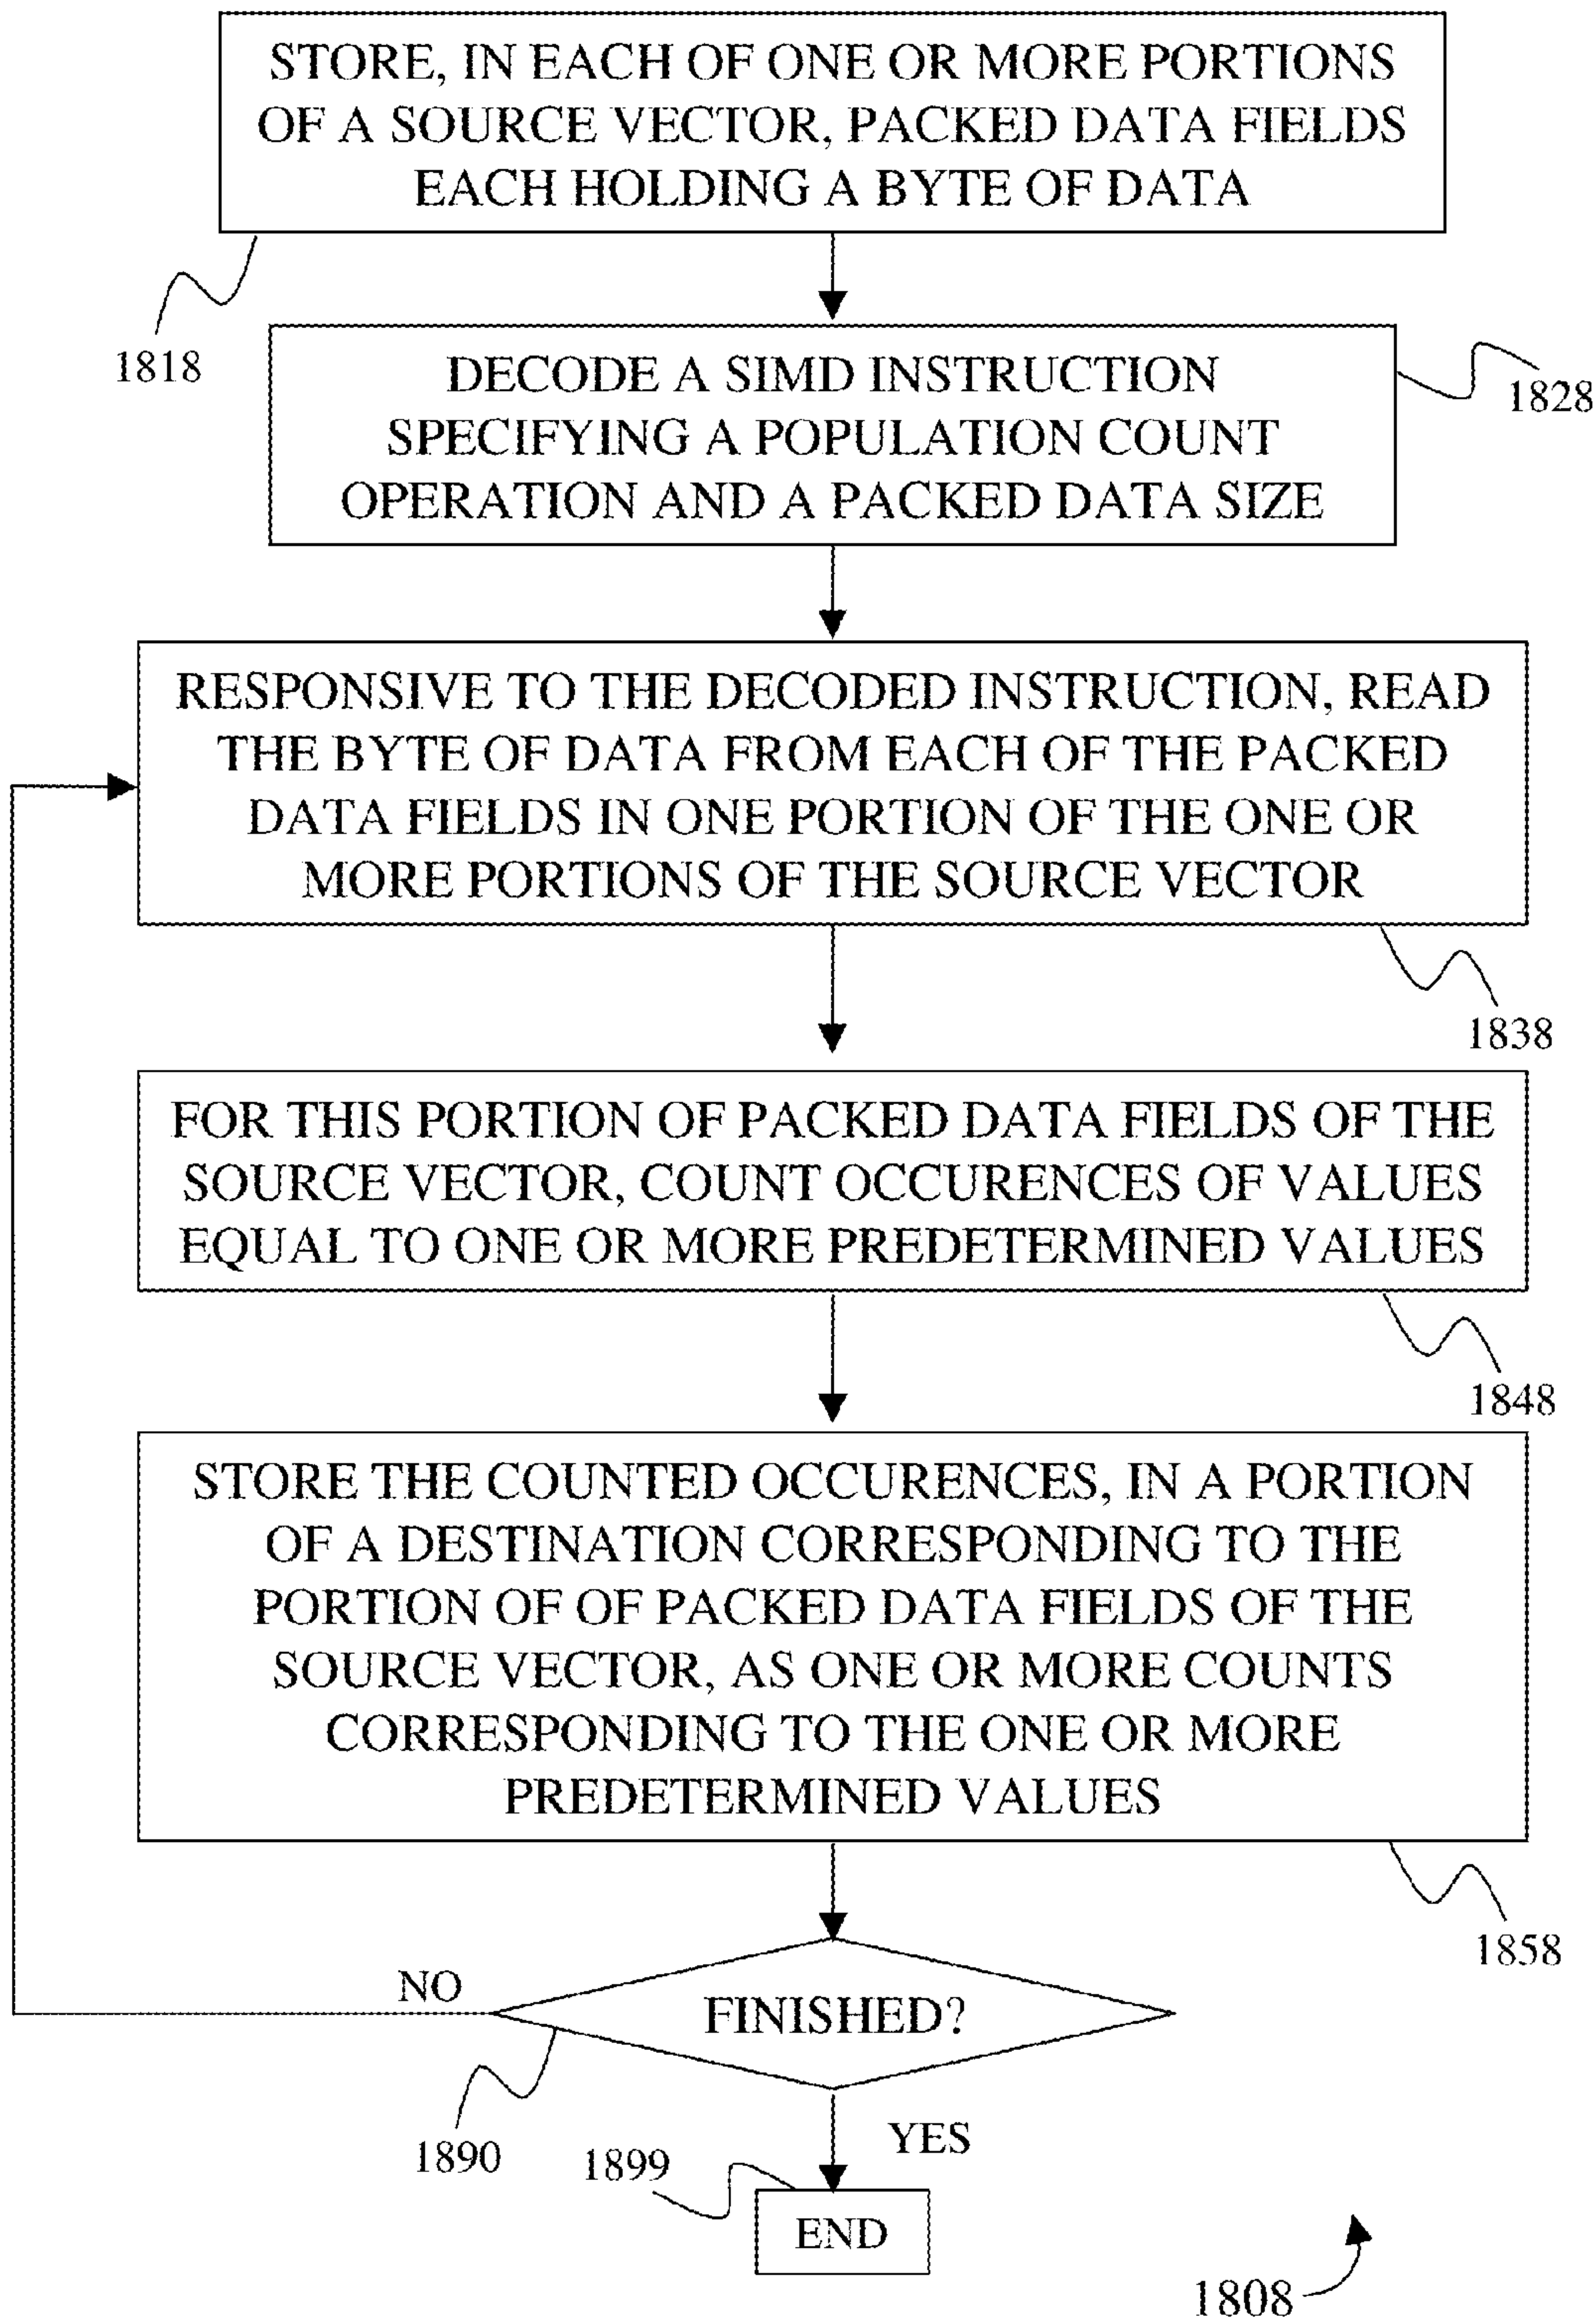 STORE, IN EACH OF ONE OR MORE PORTIONS
OF A SOURCE VECTOR, PACKED DATA FIELDS
EACH HOLDING A BYTE OF DATA
1818
DECODE A SIMD INSTRUCTION
SPECIFYING A POPULATION COUNT
OPERATION AND A PACKED DATA SIZE
1828
RESPONSIVE TO THE DECODED INSTRUCTION, READ
THE BYTE OF DATA FROM EACH OF THE PACKED
DATA FIELDS IN ONE PORTION OF THE ONE OR
MORE PORTIONS OF THE SOURCE VECTOR
1838
FOR THIS PORTION OF PACKED DATA FIELDS OF THE
SOURCE VECTOR, COUNT OCCURENCES OF VALUES
EQUAL TO ONE OR MORE PREDETERMINED VALUES
1848
STORE THE COUNTED OCCURENCES, IN A PORTION
OF A DESTINATION CORRESPONDING TO THE
PORTION OF OF PACKED DATA FIELDS OF THE
SOURCE VECTOR, AS ONE OR MORE COUNTS
CORRESPONDING TO THE ONE OR MORE
PREDETERMINED VALUES
1858
NO
FINISHED?
1890
YES
1899
END
1808